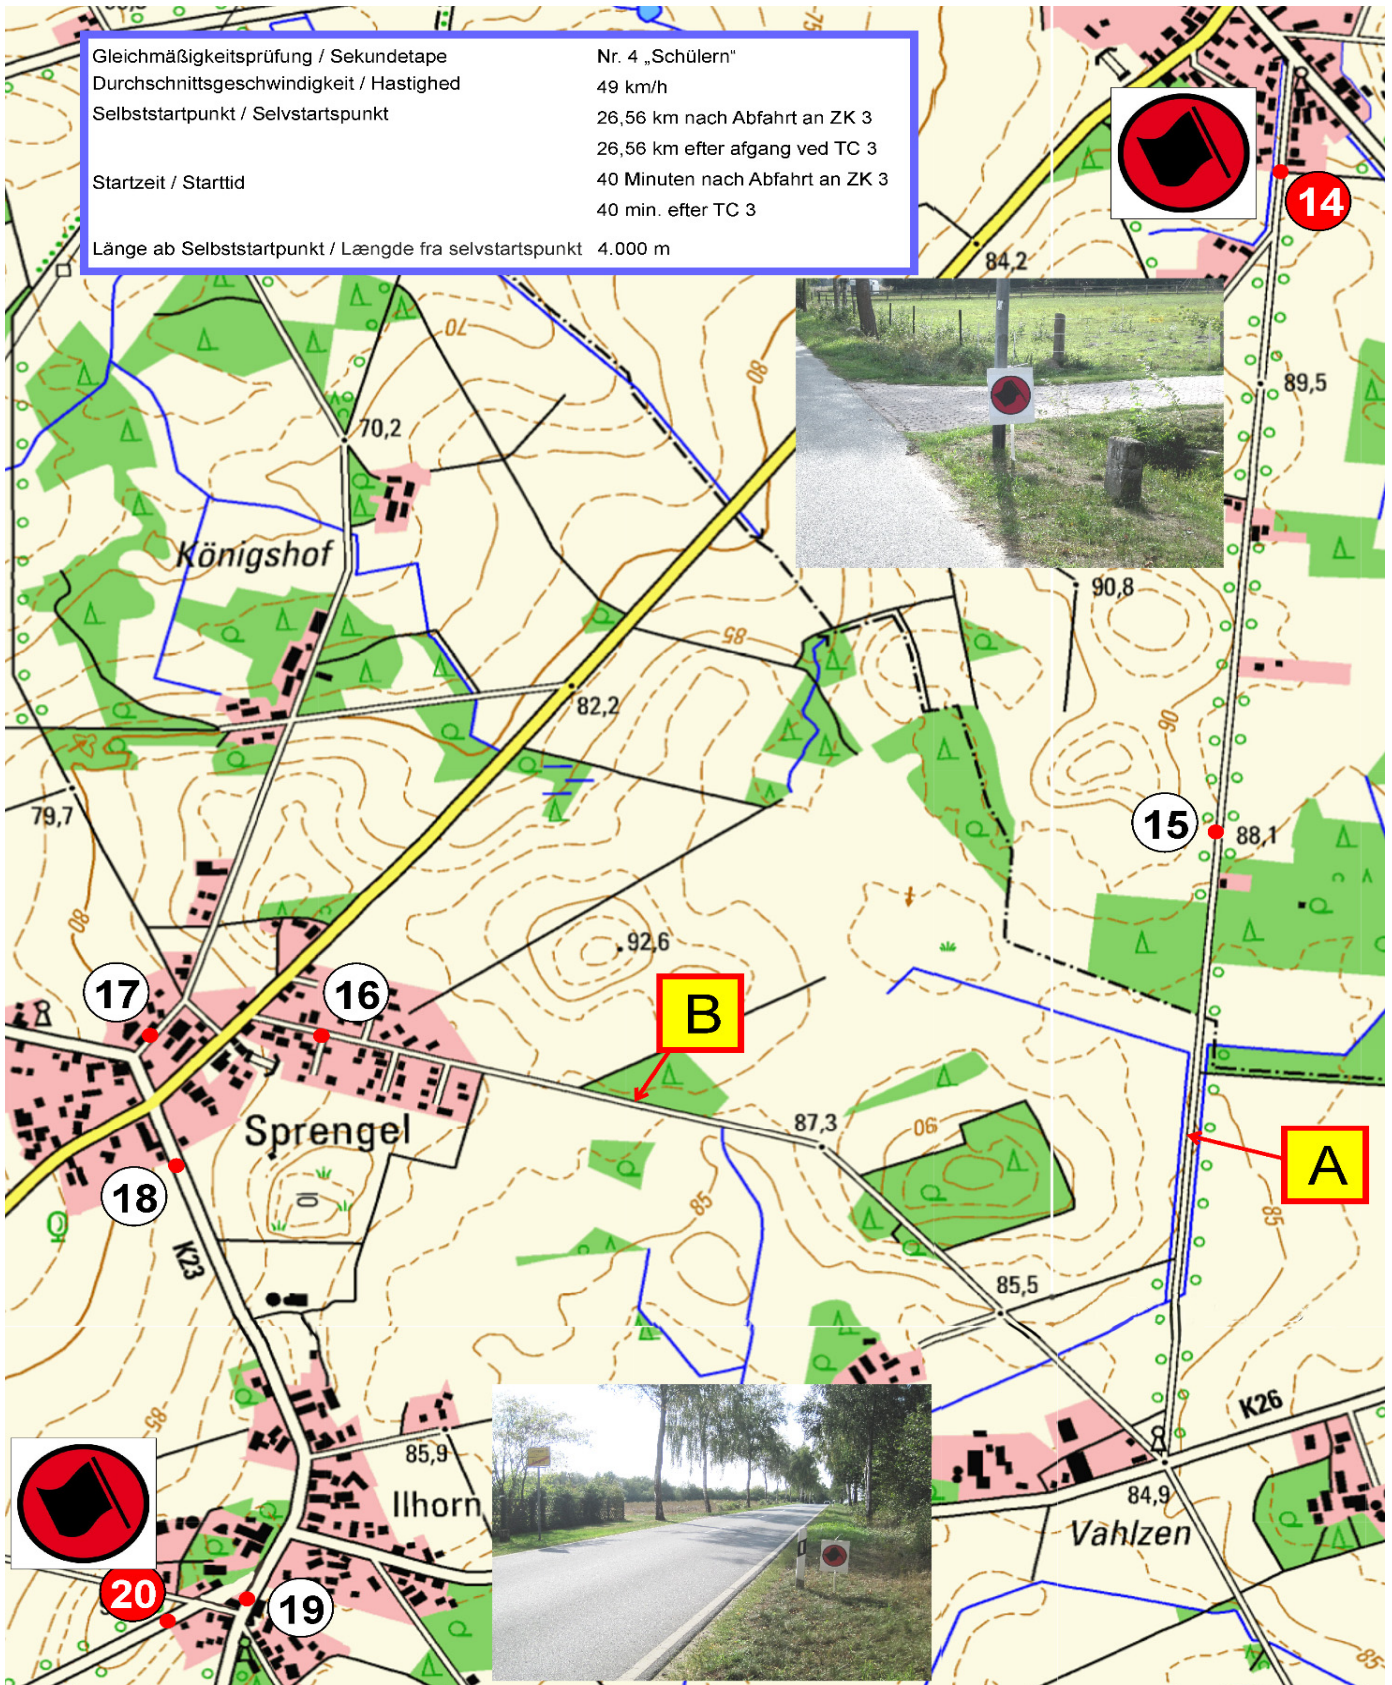 Gleichmäßigkeitsprüfung / Sekundetape Nr. 4 „Schülern"
Durchschnittsgeschwindigkeit / Hastighed 49 km/h
Selbststartpunkt / Selvstartspunkt 26,56 km nach Abfahrt an ZK 3
26,56 km efter afgang ved TC 3
Startzeit / Starttid 40 Minuten nach Abfahrt an ZK 3
40 min. efter TC 3
Länge ab Selbststartpunkt / Længde fra selvstartspunkt 4.000 m
75
14
84,2
70
80
89,5
70,2
Königshof
90,8
85
82,2
90
79,7
15
88,1
80
92,6
17
16
B
Sprengel
87,3
90
A
18
85
85
K23
85,5
85
K26
85,9
Ilhorn
84,9
Vahlzen
20
19
85